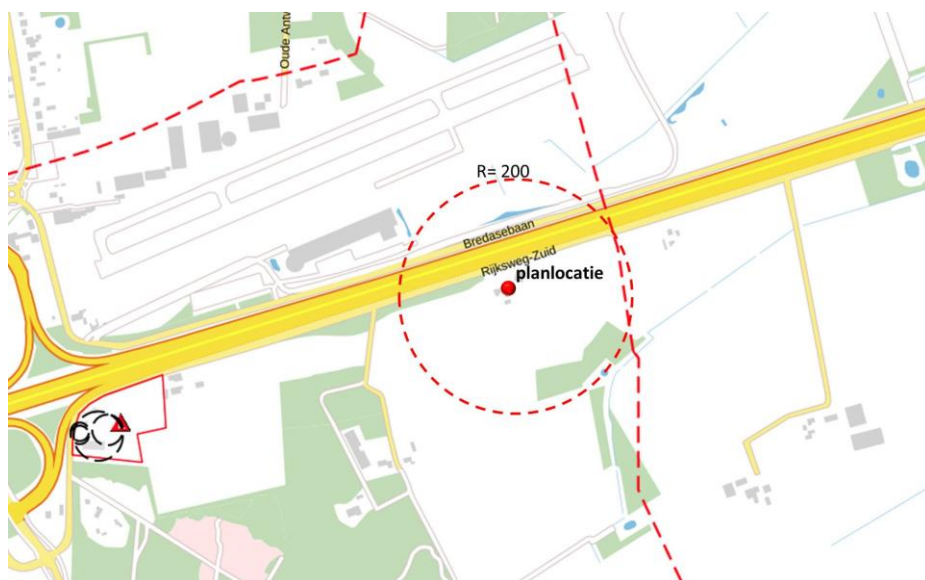 Oude Antw
R= 200
Bredasebaan
Rijksweg-Zuid
planlocatie